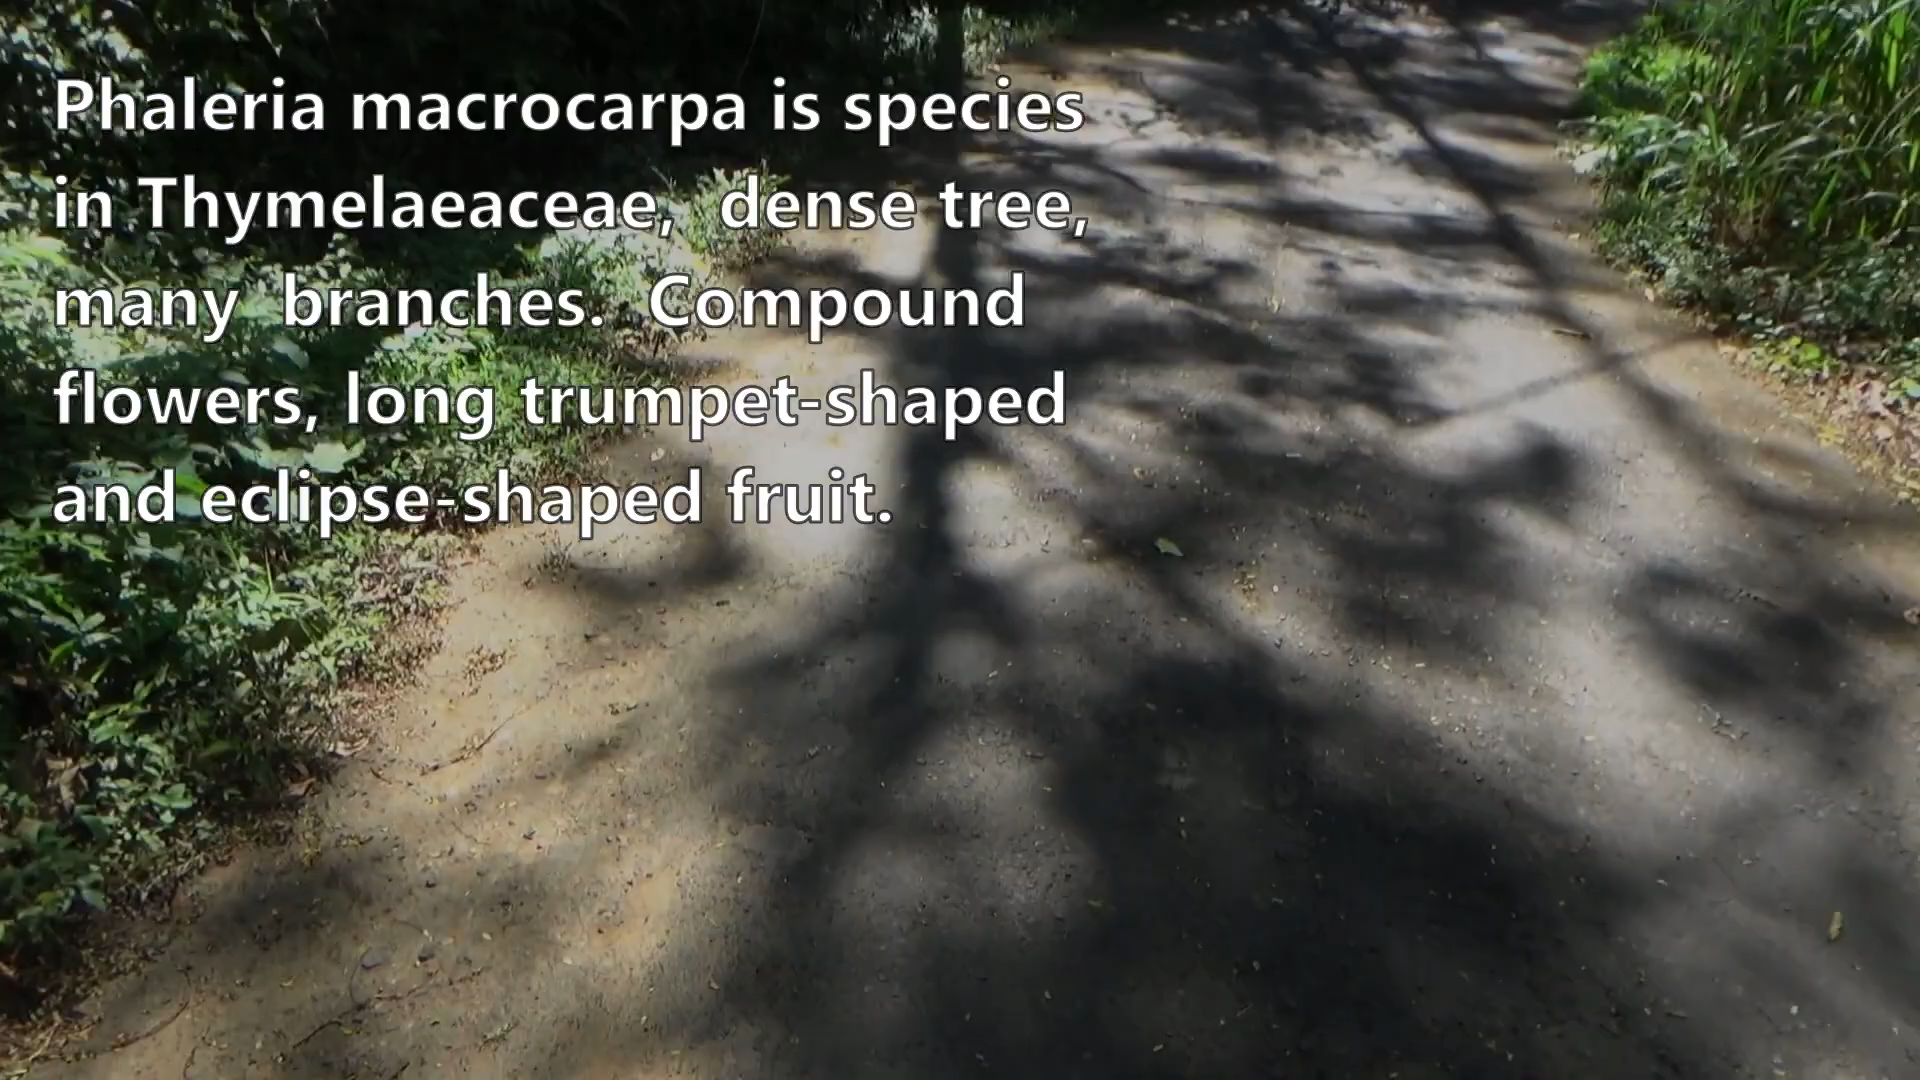 Phaleria macrocarpa is species
in Thymelaeaceae, dense tree,
many branches. Compound
flowers, long trumpet-shaped
and eclipse-shaped fruit.